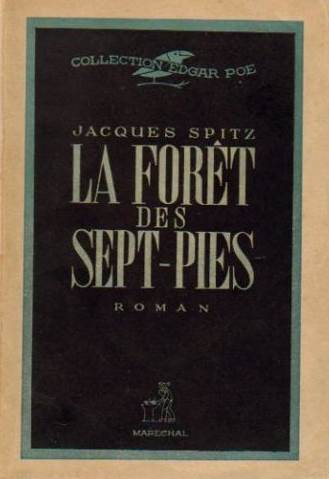 COLLECTION EDGAR POE
JACQUES SPITZ
LA FORÊT
DES
SEPT-PIES
ROMAN
MARECHAL